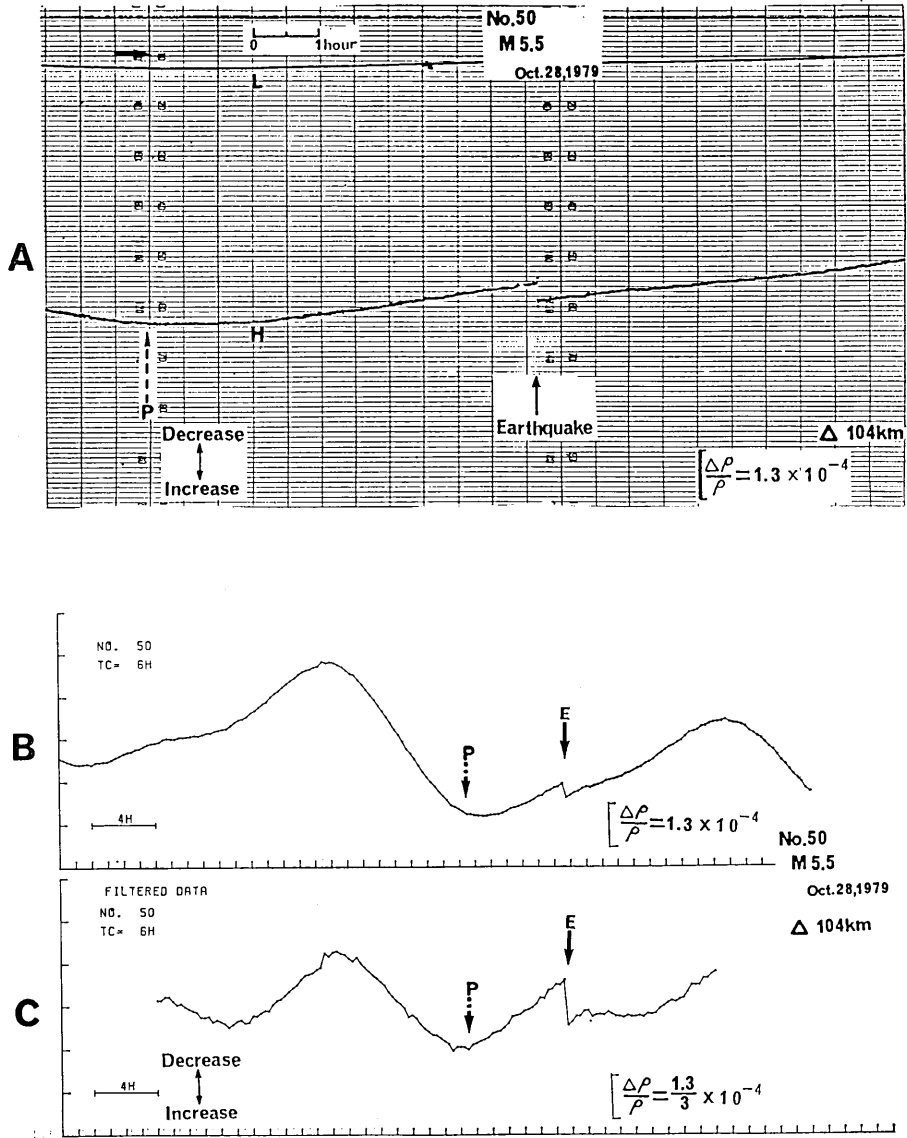 No.50
M 5.5
Oct.28,1979
0 1hour
L
A
H
P
Decrease
Increase
Earthquake
Δ 104km
Δρ/ρ = 1.3 × 10⁻⁴
B
NO. 50
TC= 6H
P
E
4H
Δρ/ρ = 1.3 × 10⁻⁴
No.50
M 5.5
Oct.28,1979
Δ 104km
C
FILTERED DATA
NO. 50
TC= 6H
P
E
4H
Decrease
Increase
Δρ/ρ = 1.3/3 × 10⁻⁴